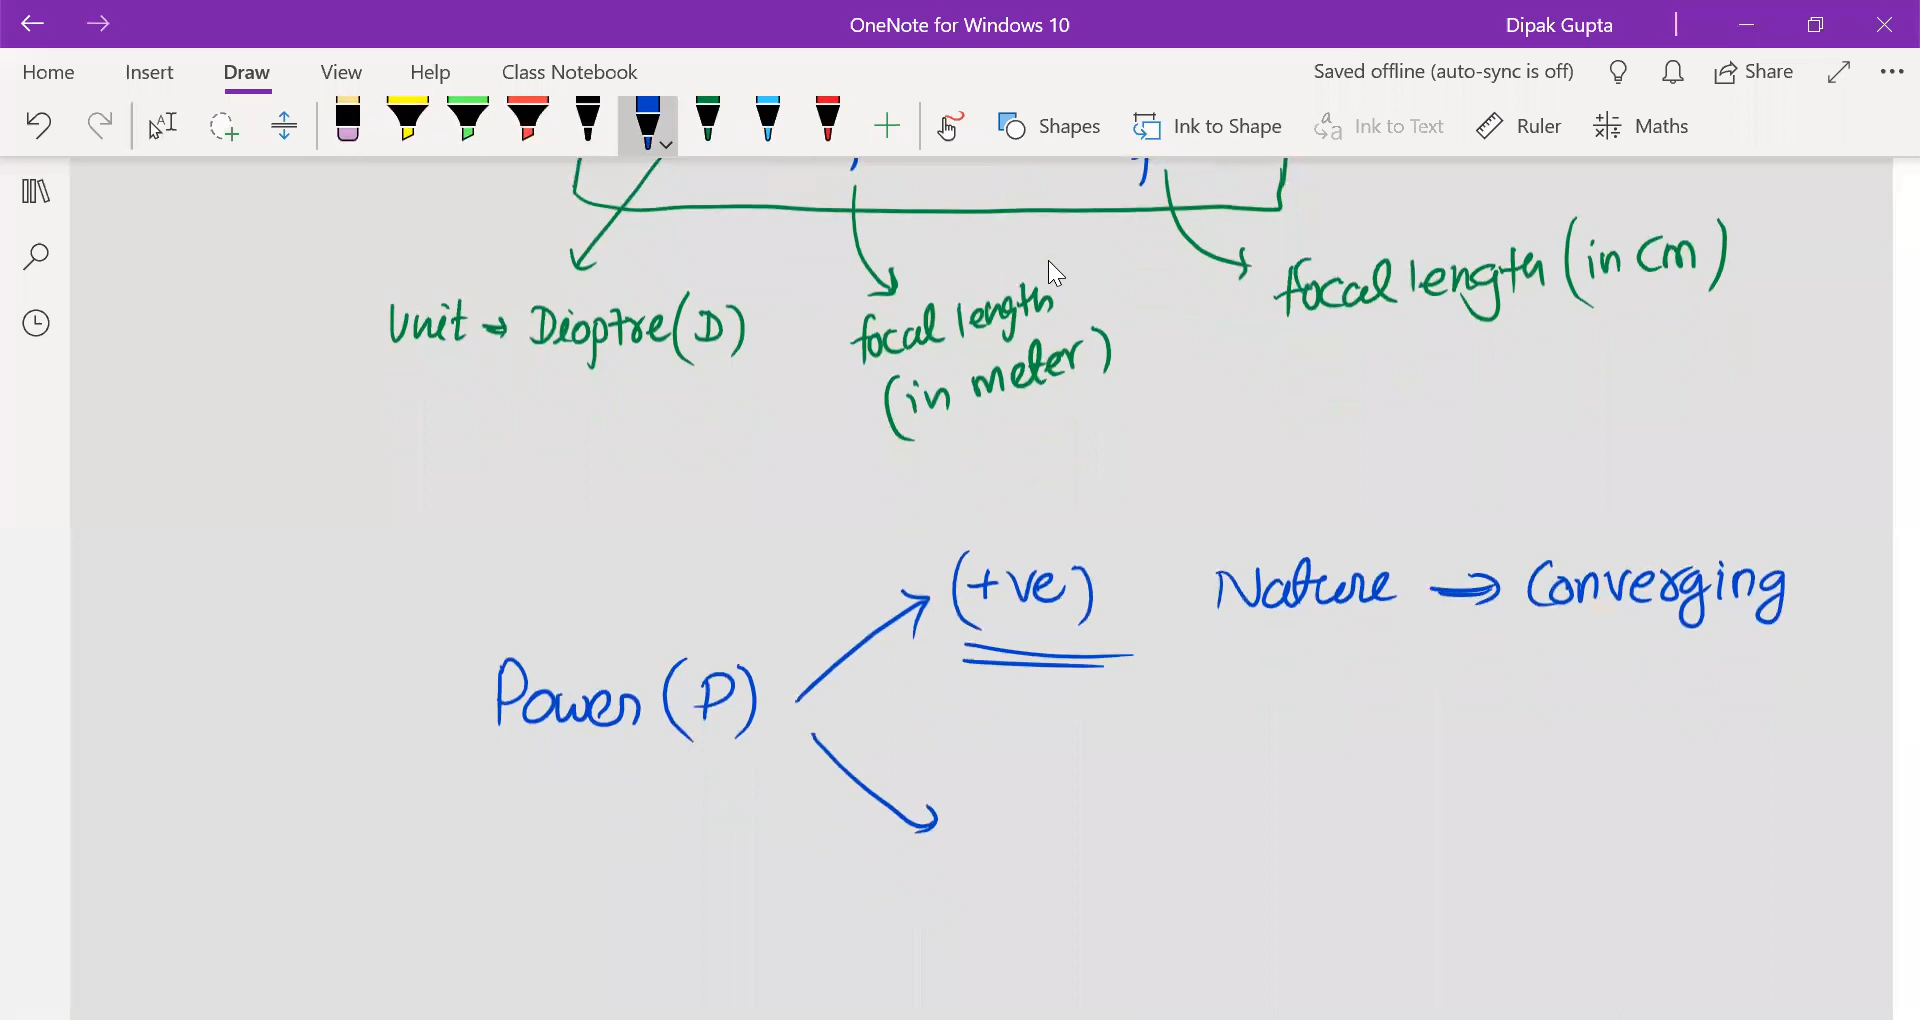 OneNote for Windows 10
Dipak Gupta
Home Insert Draw View Help Class Notebook
Saved offline (auto-sync is off) Share
Shapes Ink to Shape Ink to Text Ruler Maths
focal length (in Cm)
Unit → Dioptre (D)
focal length
(in meter)
(+ve) Nature → Converging
Power (P)